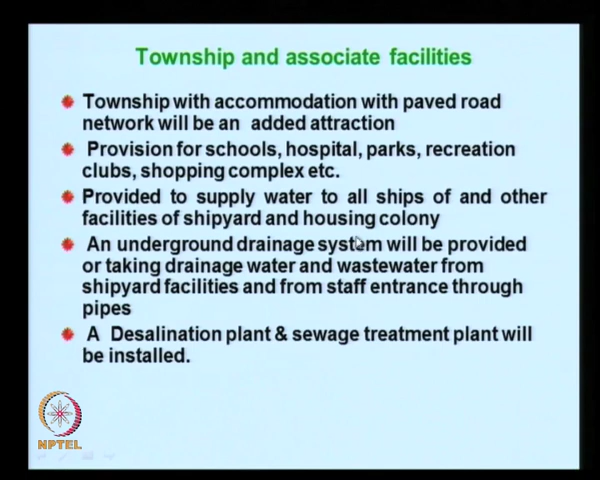 Township and associate facilities
Township with accommodation with paved road
network will be an added attraction
Provision for schools, hospital, parks, recreation
clubs, shopping complex etc.
Provided to supply water to all ships of and other
facilities of shipyard and housing colony
An underground drainage system will be provided
or taking drainage water and wastewater from
shipyard facilities and from staff entrance through
pipes
A Desalination plant & sewage treatment plant will
be installed.
NPTEL